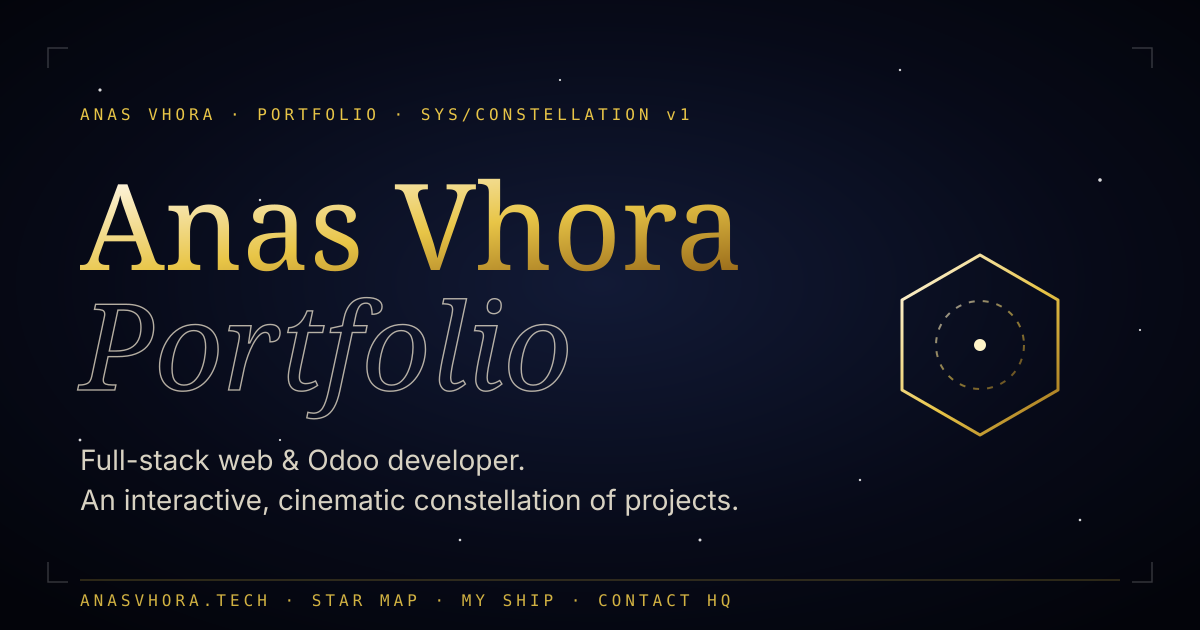 ANAS VHORA · PORTFOLIO · SYS/CONSTELLATION v1
Anas Vhora
Portfolio
Full-stack web & Odoo developer.
An interactive, cinematic constellation of projects.
ANASVHORA.TECH · STAR MAP · MY SHIP · CONTACT HQ